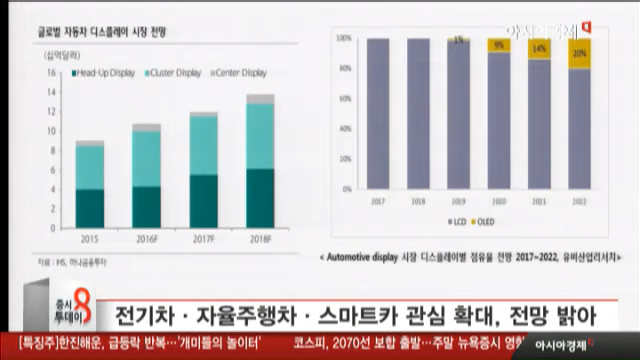 글로벌 자동차 디스플레이 시장 전망
(십억달러)
Head-Up Display Cluster Display Center Display
16
14
12
10
8
6
4
2
0
2015 2016F 2017F 2018F
자료 : IHS, 하나금융투자
아시아경제
100%
80%
60%
40%
20%
0%
1% 9% 14% 20%
2017 2018 2019 2020 2021 2022
LCD OLED
< Automotive display 시장 디스플레이별 점유율 전망 2017~2022, 유비산업리서치>
증시
투데이 8
전기차·자율주행차·스마트카 관심 확대, 전망 밝아
[특징주]한진해운, 급등락 반복…'개미들의 놀이터' 코스피, 2070선 보합 출발…주말 뉴욕증시 영향
아시아경제